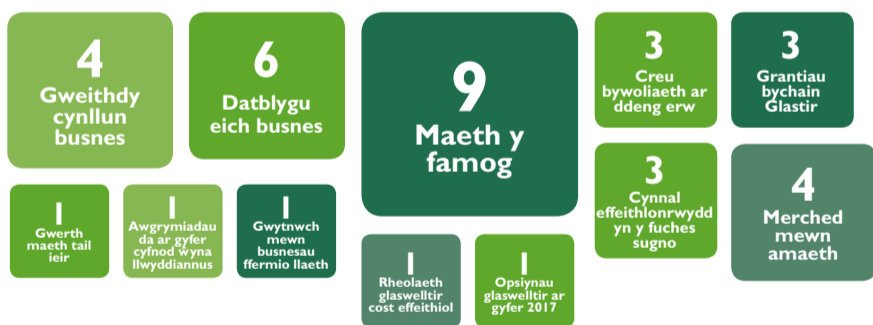 4
Gweithdy
cynllun
busnes
6
Datblygu
eich busnes
9
Maeth y
famog
3
Creu
bywoliaeth ar
ddeng erw
3
Grantiau
bychain
Glastir
1
Gwerth
maeth tail
ieir
1
Awgrymiadau
da ar gyfer
cyfnod wyna
llwyddiannus
1
Gwytnwch
mewn
busnesau
ffermio llaeth
1
Rheolaeth
glaswelltir
cost effeithiol
1
Opsiynau
glaswelltir ar
gyfer 2017
3
Cynnal
effeithlonrwydd
yn y fuches
sugno
4
Merched
mewn
amaeth